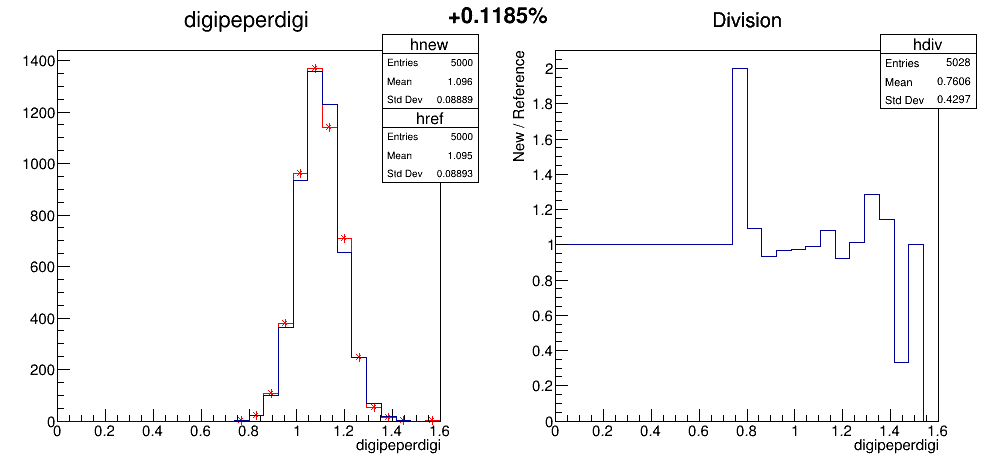 +0.1185%
digipeperdigi
hnew
Entries 5000
Mean 1.096
Std Dev 0.08889
href
Entries 5000
Mean 1.095
Std Dev 0.08893
1400
1200
1000
800
600
400
200
0
0 0.2 0.4 0.6 0.8 1 1.2 1.4 1.6
digipeperdigi
Division
hdiv
Entries 5028
Mean 0.7606
Std Dev 0.4297
New / Reference
2
1.8
1.6
1.4
1.2
1
0.8
0.6
0.4
0.2
0
0 0.2 0.4 0.6 0.8 1 1.2 1.4 1.6
digipeperdigi